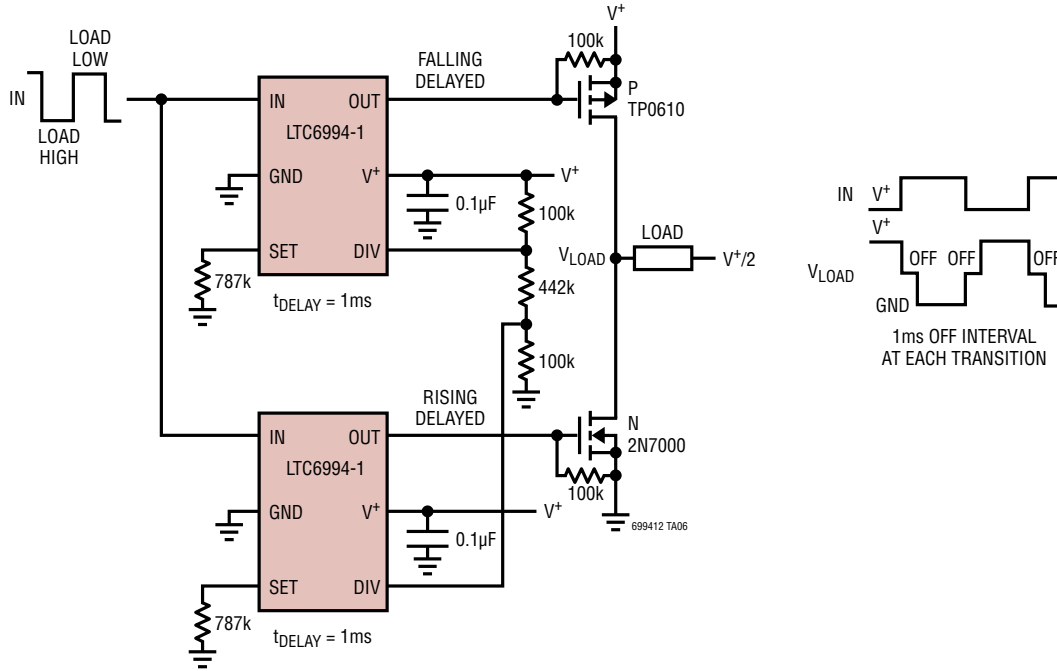 LOAD
LOW
IN
LOAD
HIGH
IN
OUT
LTC6994-1
GND
V+
SET
DIV
787k
tDELAY = 1ms
FALLING
DELAYED
0.1µF
V+
100k
442k
100k
V+
100k
P
TP0610
VLOAD
LOAD
V+/2
IN
OUT
LTC6994-1
GND
V+
SET
DIV
787k
tDELAY = 1ms
RISING
DELAYED
0.1µF
V+
N
2N7000
100k
699412 TA06
IN
V+
V+
VLOAD
OFF
OFF
OFF
GND
1ms OFF INTERVAL
AT EACH TRANSITION